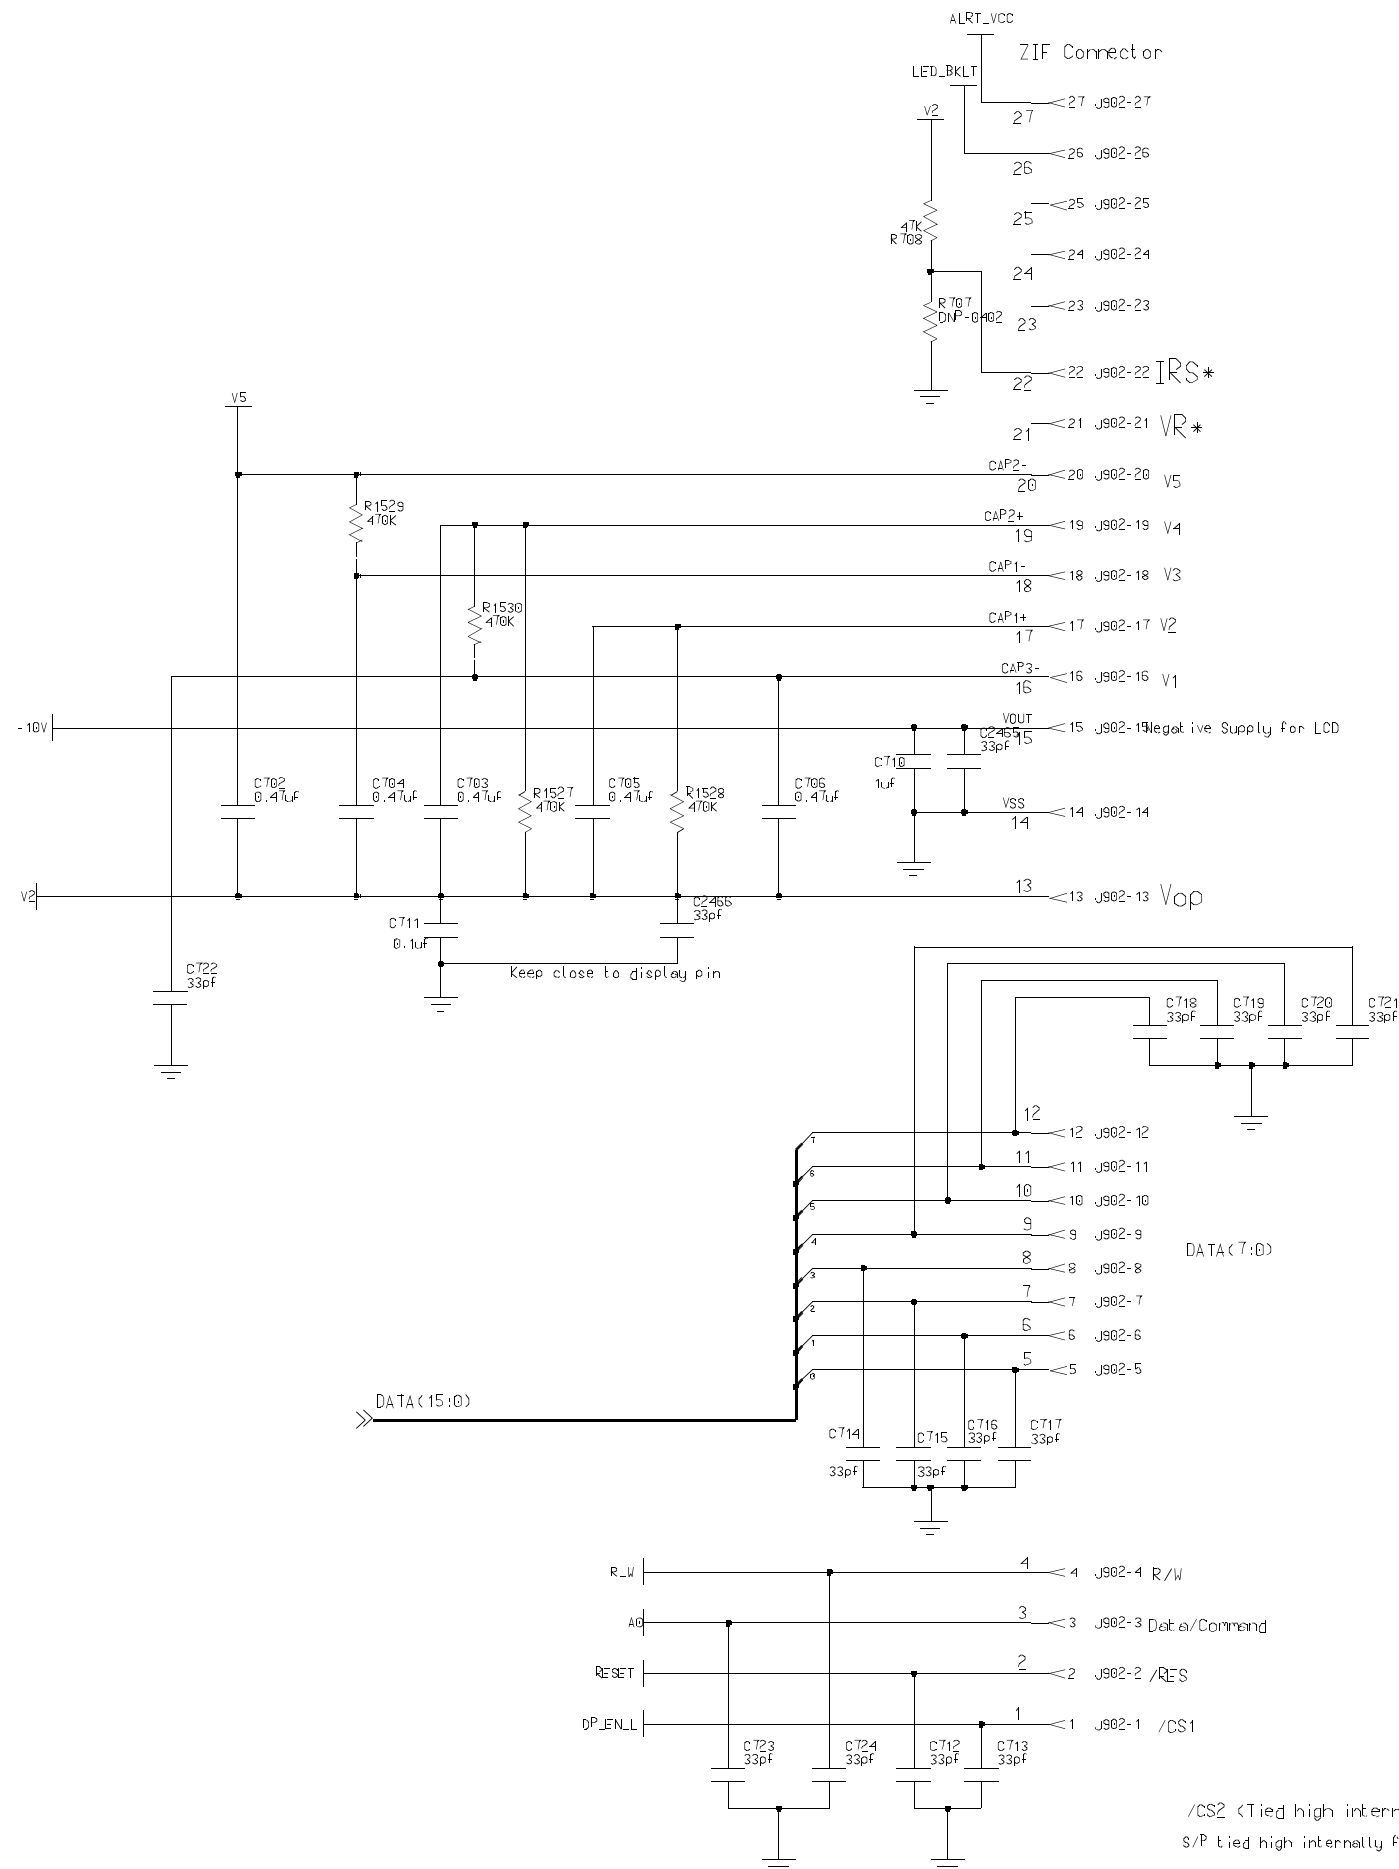 ALRT_VCC
ZIF Connector
LED_BKLT
27 J902-27
27
V2
26 J902-26
26
25 J902-25
25
47K
R708
24 J902-24
24
R707
DNP-0402
23 J902-23
23
22 J902-22 IRS*
22
V5
21 J902-21 VR*
21
CAP2-
20 J902-20 V5
20
R1529
470K
CAP2+
19 J902-19 V4
19
CAP1-
18 J902-18 V3
18
R1530
470K
CAP1+
17 J902-17 V2
17
CAP3-
16 J902-16 V1
16
-10V
VOUT
15 J902-15 Negative Supply for LCD
15
C2465
33pf
C710
1uf
C702
0.47uf
C704
0.47uf
C703
0.47uf
R1527
470K
C705
0.47uf
R1528
470K
C706
0.47uf
VSS
14 J902-14
14
V2
13
13 J902-13 Vop
C2466
33pf
C711
0.1uf
Keep close to display pin
C722
33pf
C718
33pf
C719
33pf
C720
33pf
C721
33pf
12
7
12 J902-12
11
6
11 J902-11
10
5
10 J902-10
9
4
9 J902-9
DATA(7:0)
8
3
8 J902-8
7
2
7 J902-7
6
1
6 J902-6
5
0
5 J902-5
DATA(15:0)
C714
33pf
C715
33pf
C716
33pf
C717
33pf
R_W
4
4 J902-4 R/W
A0
3
3 J902-3 Data/Command
RESET
2
2 J902-2 /RES
DP_EN_L
1
1 J902-1 /CS1
C723
33pf
C724
33pf
C712
33pf
C713
33pf
/CS2 (Tied high intern
S/P tied high internally f